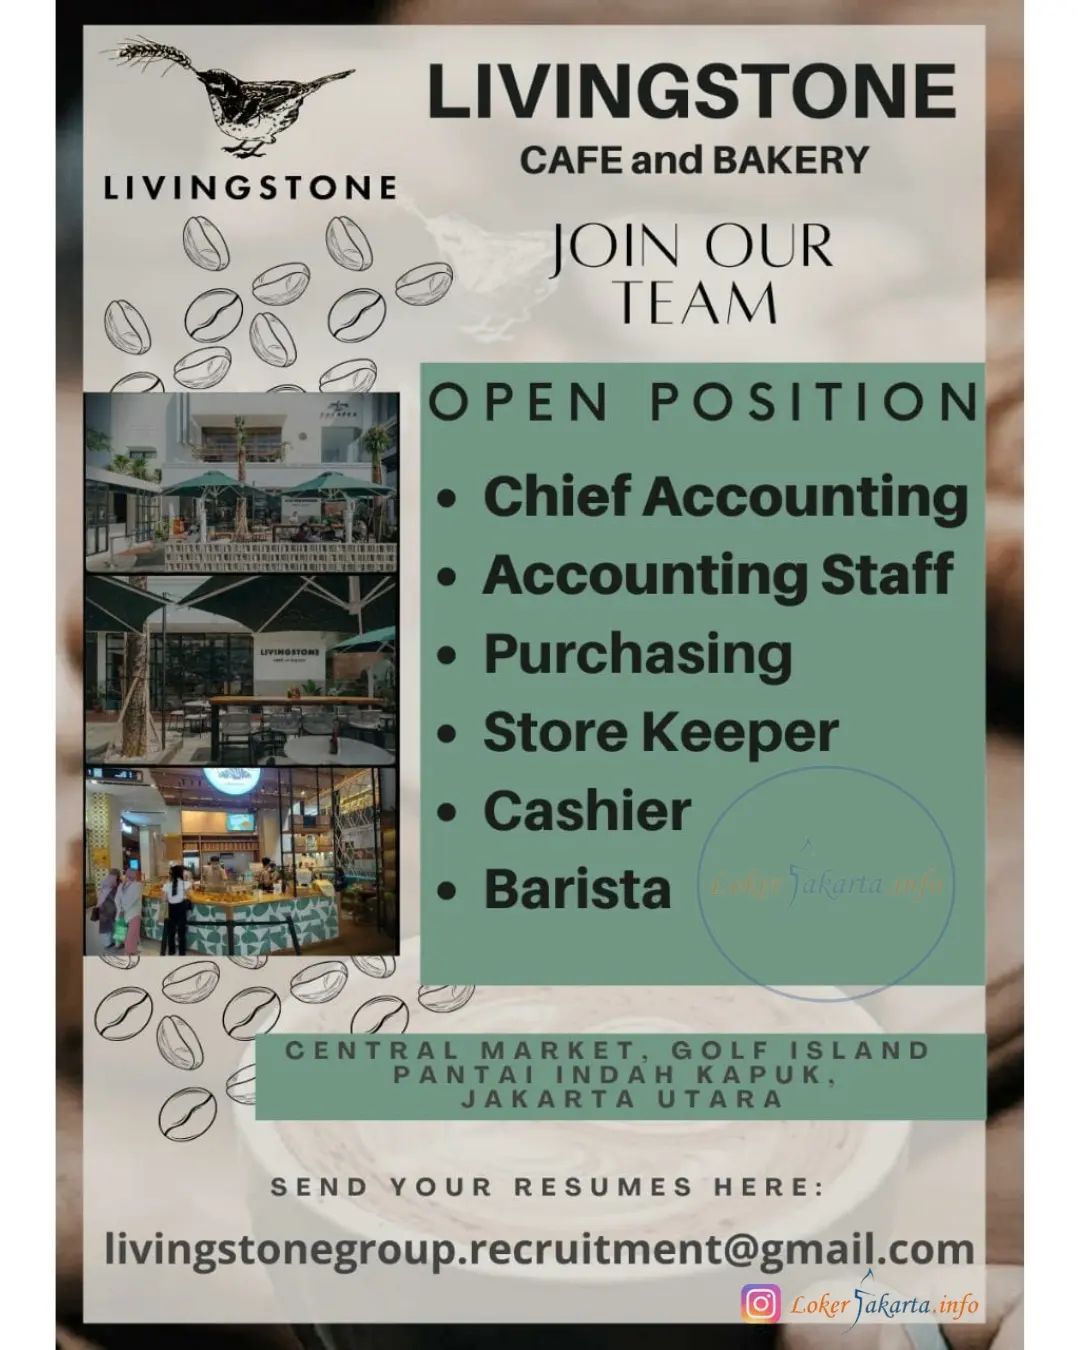 LIVINGSTONE
LIVINGSTONE
CAFE and BAKERY
JOIN OUR
TEAM
OPEN POSITION
• Chief Accounting
• Accounting Staff
• Purchasing
• Store Keeper
• Cashier
• Barista
LIVINGSTONE
Loker Jakarta.info
CENTRAL MARKET, GOLF ISLAND
PANTAI INDAH KAPUK,
JAKARTA UTARA
SEND YOUR RESUMES HERE:
livingstonegroup.recruitment@gmail.com
Loker Jakarta.info